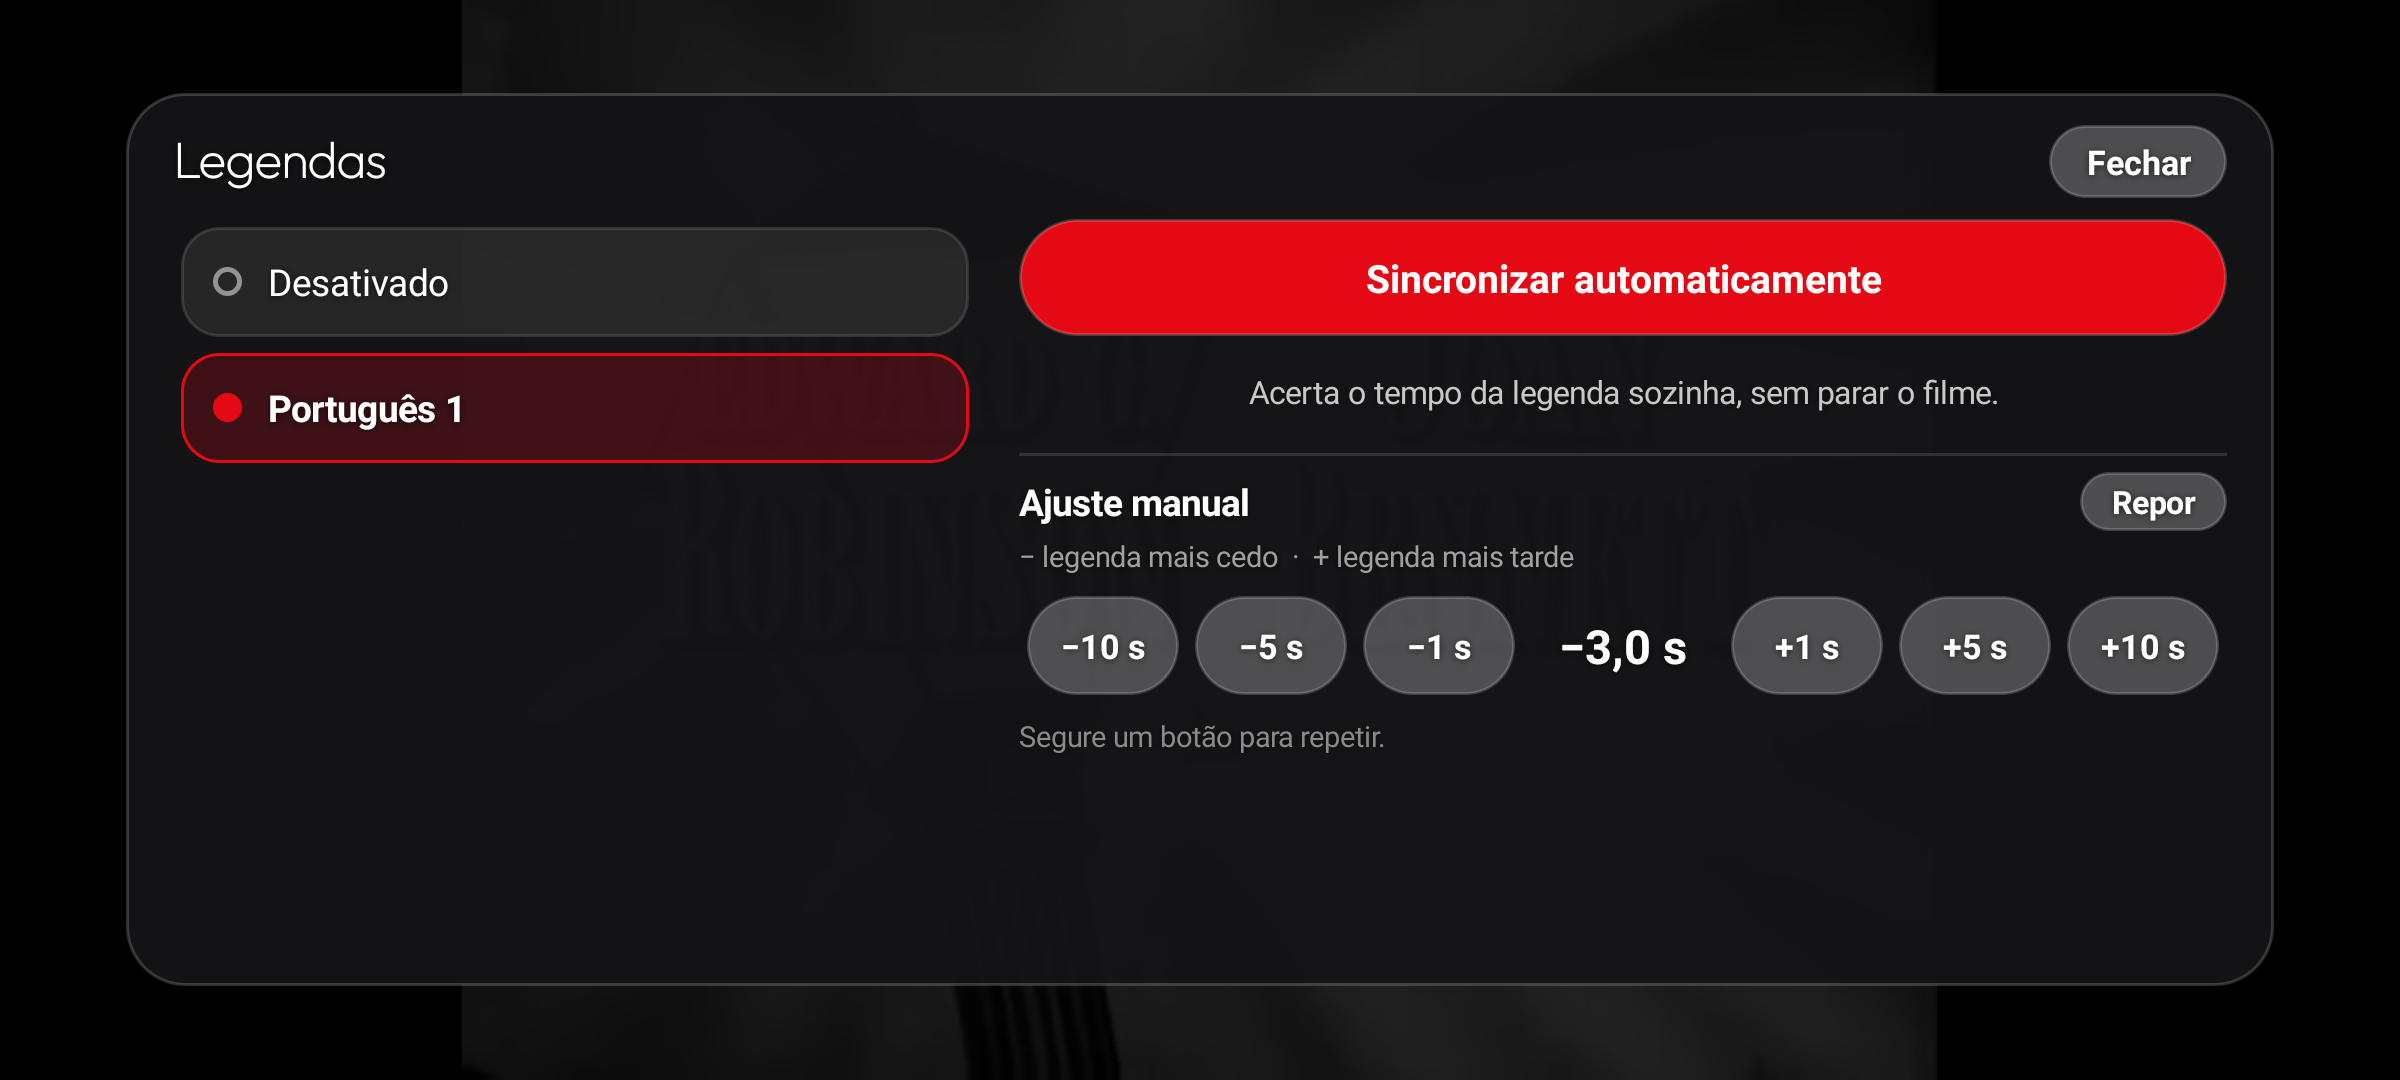 Legendas
Fechar
Desativado
Português 1
Sincronizar automaticamente
Acerta o tempo da legenda sozinha, sem parar o filme.
Ajuste manual
Repor
− legenda mais cedo · + legenda mais tarde
−10 s
−5 s
−1 s
−3,0 s
+1 s
+5 s
+10 s
Segure um botão para repetir.